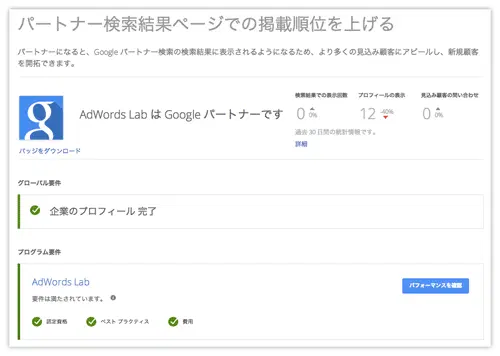 パートナー検索結果ページでの掲載順位を上げる
パートナーになると、Google パートナー検索の検索結果に表示されるようになるため、より多くの見込み顧客にアピールし、新規顧客
を開拓できます。
検索結果での表示回数 プロフィールの表示 見込み顧客の問い合わせ
AdWords Lab は Google パートナーです
0 0% 12 -40% 0 0%
過去 30 日間の統計情報です。
詳細
バッジをダウンロード
グローバル要件
企業のプロフィール 完了
プログラム要件
AdWords Lab
パフォーマンスを確認
要件は満たされています。
認定資格 ベスト プラクティス 費用